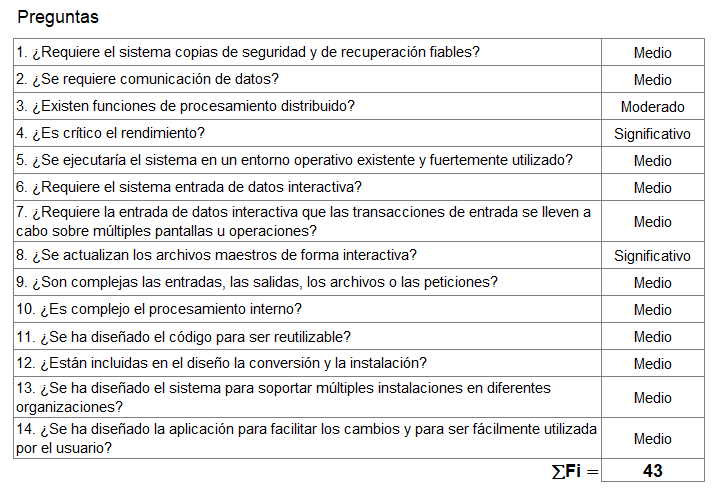 Preguntas
1. ¿Requiere el sistema copias de seguridad y de recuperación fiables? Medio
2. ¿Se requiere comunicación de datos? Medio
3. ¿Existen funciones de procesamiento distribuido? Moderado
4. ¿Es crítico el rendimiento? Significativo
5. ¿Se ejecutaría el sistema en un entorno operativo existente y fuertemente utilizado? Medio
6. ¿Requiere el sistema entrada de datos interactiva? Medio
7. ¿Requiere la entrada de datos interactiva que las transacciones de entrada se lleven a
cabo sobre múltiples pantallas u operaciones? Medio
8. ¿Se actualizan los archivos maestros de forma interactiva? Significativo
9. ¿Son complejas las entradas, las salidas, los archivos o las peticiones? Medio
10. ¿Es complejo el procesamiento interno? Medio
11. ¿Se ha diseñado el código para ser reutilizable? Medio
12. ¿Están incluidas en el diseño la conversión y la instalación? Medio
13. ¿Se ha diseñado el sistema para soportar múltiples instalaciones en diferentes
organizaciones? Medio
14. ¿Se ha diseñado la aplicación para facilitar los cambios y para ser fácilmente utilizada
por el usuario? Medio
∑Fi = 43